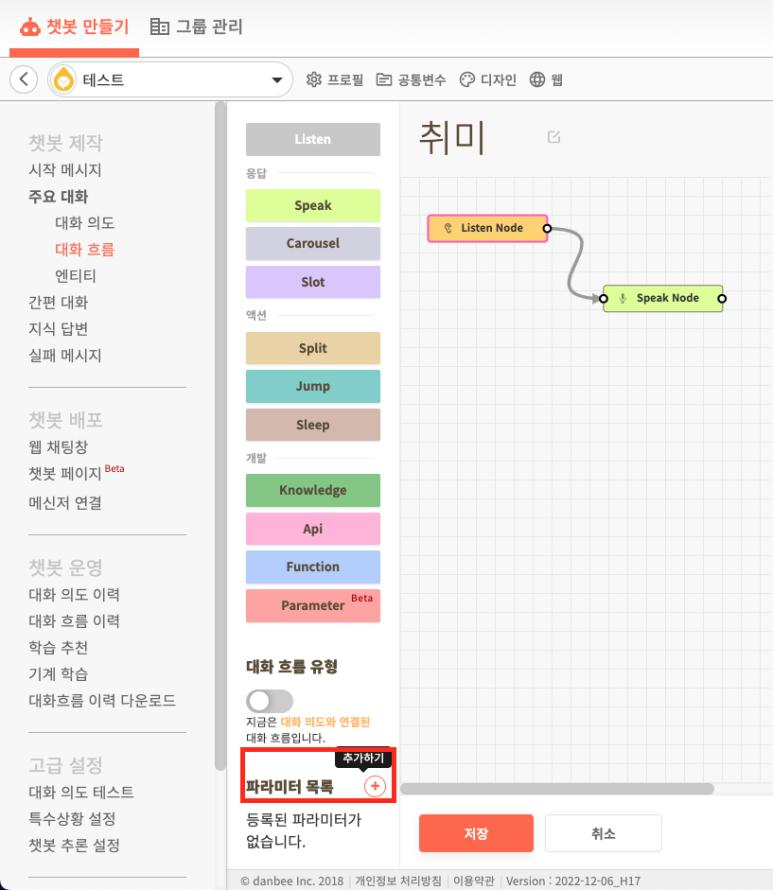 챗봇 만들기
그룹 관리
테스트
프로필
공통변수
디자인
웹
챗봇 제작
시작 메시지
주요 대화
대화 의도
대화 흐름
엔티티
간편 대화
지식 답변
실패 메시지
챗봇 배포
웹 채팅창
챗봇 페이지 Beta
메신저 연결
챗봇 운영
대화 의도 이력
대화 흐름 이력
학습 추천
기계 학습
대화흐름 이력 다운로드
고급 설정
대화 의도 테스트
특수상황 설정
챗봇 추론 설정
Listen
응답
Speak
Carousel
Slot
액션
Split
Jump
Sleep
개발
Knowledge
Api
Function
Parameter Beta
대화 흐름 유형
지금은 대화 의도와 연결된
대화 흐름입니다.
추가하기
파라미터 목록
등록된 파라미터가
없습니다.
취미
Listen Node
Speak Node
저장
취소
© danbee Inc. 2018 | 개인정보 처리방침 | 이용약관 | Version : 2022-12-06_H17